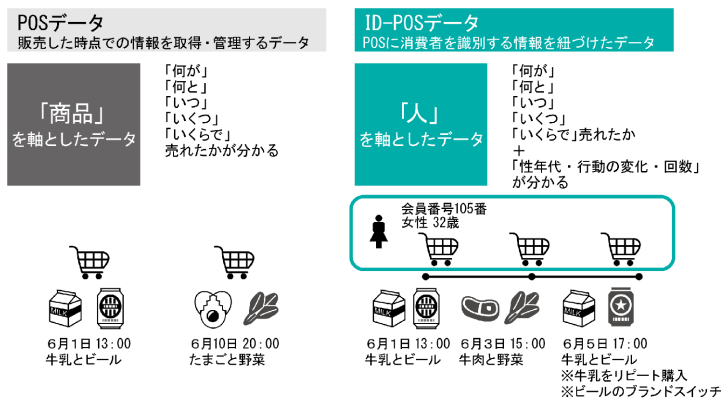 POSデータ
販売した時点での情報を取得・管理するデータ
「商品」
を軸としたデータ
「何が」
「何と」
「いつ」
「いくつ」
「いくらで」
売れたかが分かる
MILK
6月1日 13:00
牛乳とビール
6月10日 20:00
たまごと野菜
ID-POSデータ
POSに消費者を識別する情報を紐づけたデータ
「人」
を軸としたデータ
「何が」
「何と」
「いつ」
「いくつ」
「いくらで」売れたか
+
「性年代・行動の変化・回数」
が分かる
会員番号105番
女性 32歳
MILK
6月1日 13:00
牛乳とビール
6月3日 15:00
牛肉と野菜
MILK
6月5日 17:00
牛乳とビール
※牛乳をリピート購入
※ビールのブランドスイッチ